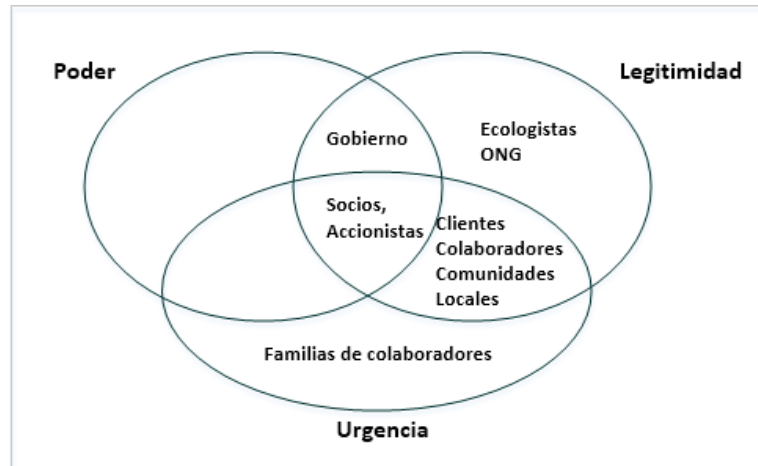 Poder
Legitimidad
Gobierno
Ecologistas
ONG
Socios,
Accionistas
Clientes
Colaboradores
Comunidades
Locales
Familias de colaboradores
Urgencia